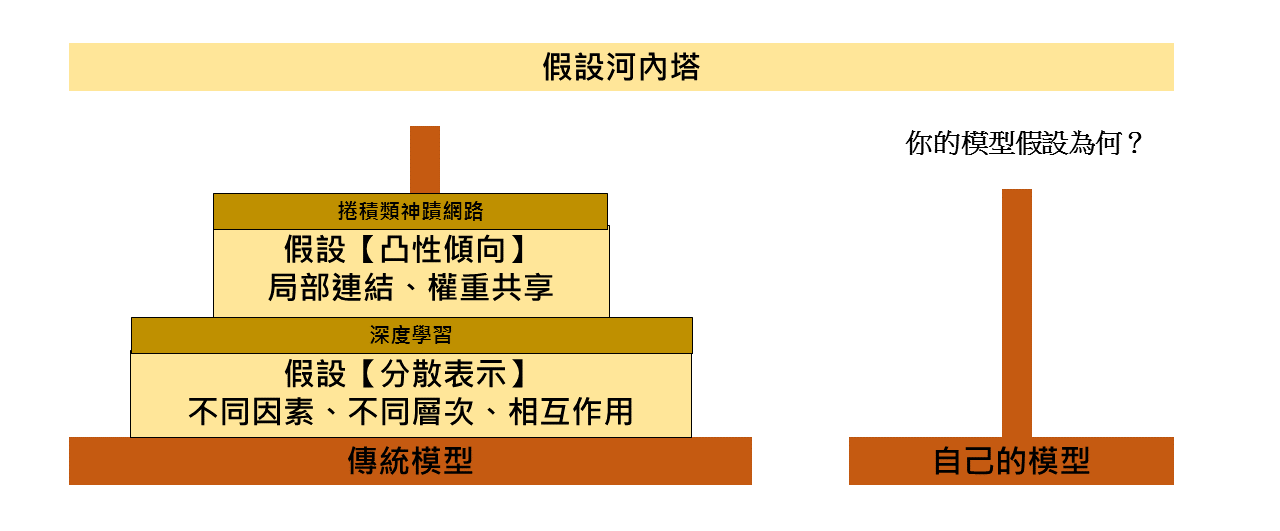 假設河內塔
你的模型假設為何？
捲積類神蹟網路
假設【凸性傾向】
局部連結、權重共享
深度學習
假設【分散表示】
不同因素、不同層次、相互作用
傳統模型
自己的模型